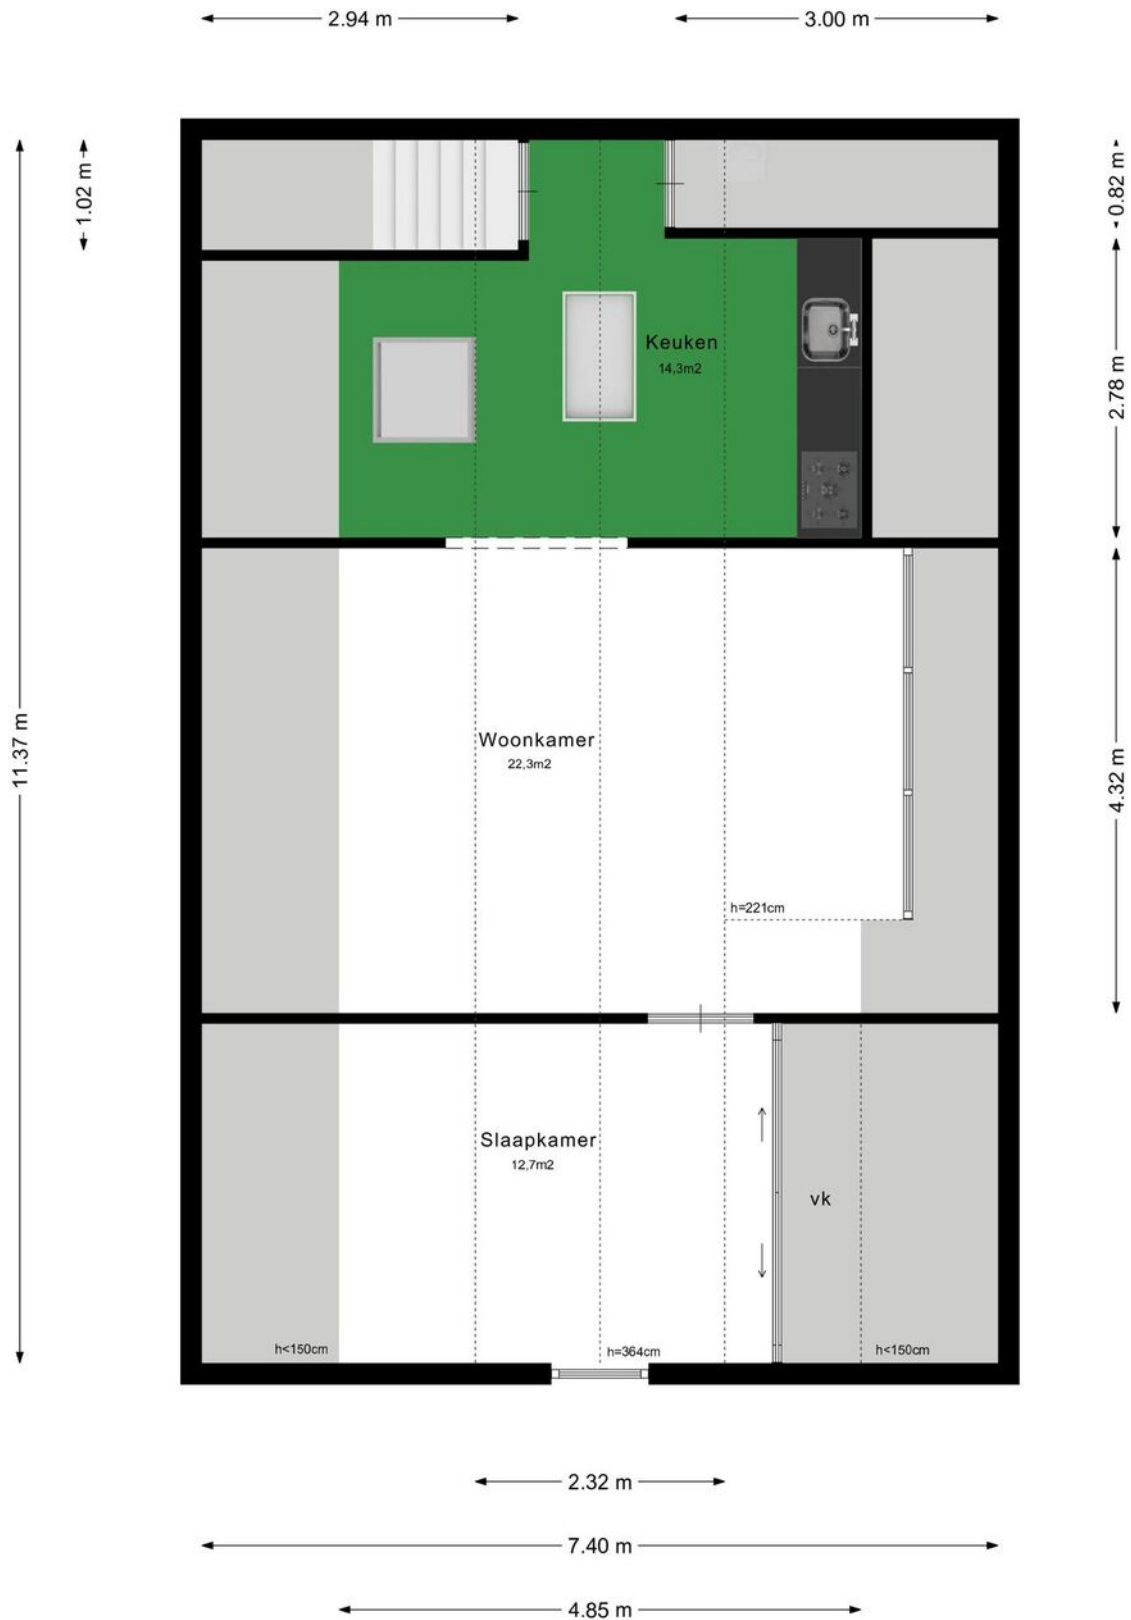 2.94 m
3.00 m
1.02 m
0.82 m
Keuken
14,3m2
2.78 m
11.37 m
Woonkamer
22,3m2
4.32 m
h=221cm
Slaapkamer
12,7m2
vk
h<150cm
h=364cm
h<150cm
2.32 m
7.40 m
4.85 m